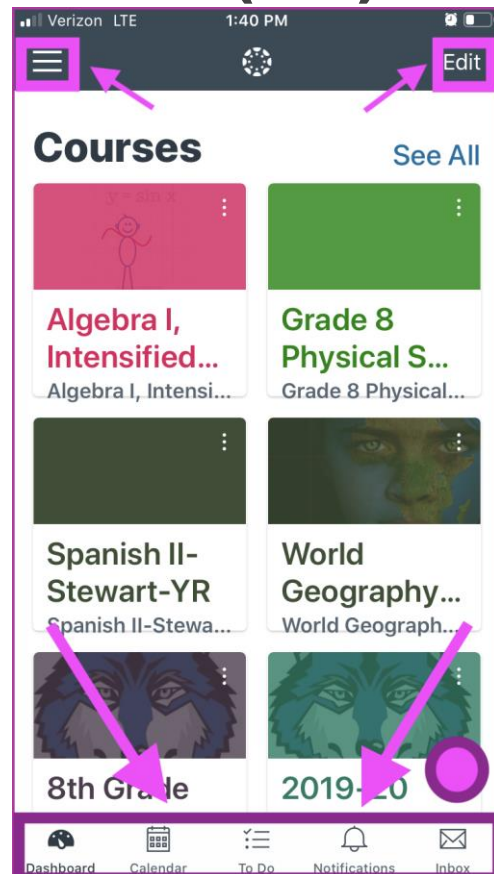 Verizon LTE 1:40 PM
Edit
Courses See All
y = sin x
Algebra I,
Intensified...
Algebra I, Intensi...
Grade 8
Physical S...
Grade 8 Physical...
Spanish II-
Stewart-YR
Spanish II-Stewa...
World
Geography...
World Geograph...
8th Grade
2019-20
Dashboard Calendar To Do Notifications Inbox